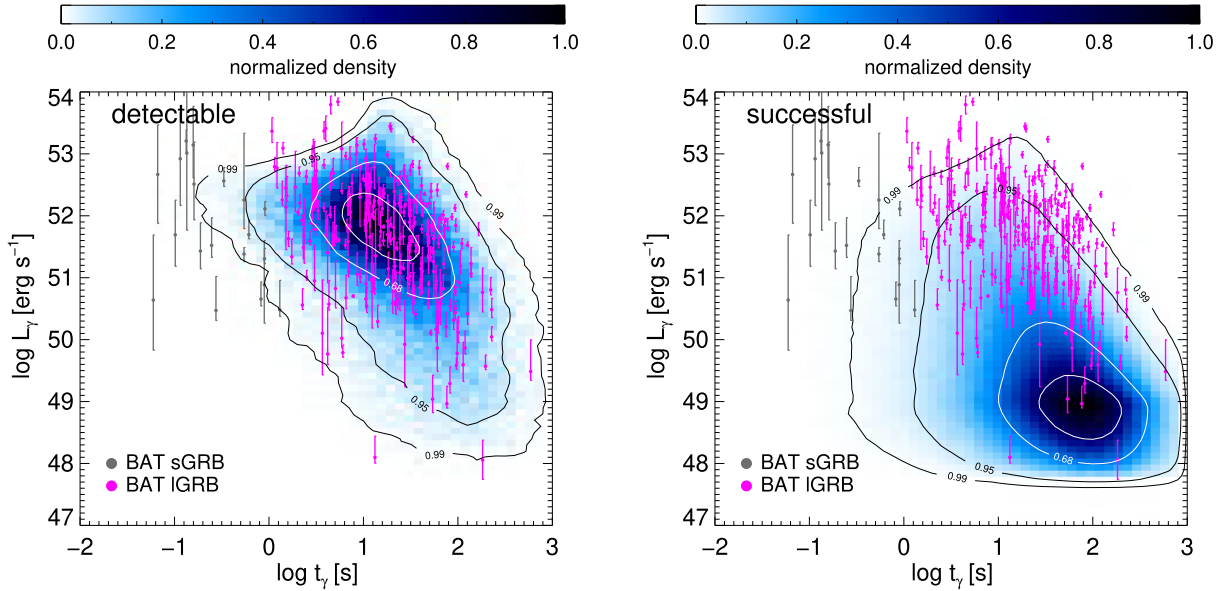 0.0 0.2 0.4 0.6 0.8 1.0
normalized density
detectable
54
53
52
51
50
49
48
47
log Lγ [erg s⁻¹]
0.99
0.95
0.99
0.68
0.95
0.99
BAT sGRB
BAT lGRB
−2 −1 0 1 2 3
log tγ [s]
0.0 0.2 0.4 0.6 0.8 1.0
normalized density
successful
54
53
52
51
50
49
48
47
log Lγ [erg s⁻¹]
0.99
0.95
0.99
0.68
0.95
0.99
BAT sGRB
BAT lGRB
−2 −1 0 1 2 3
log tγ [s]